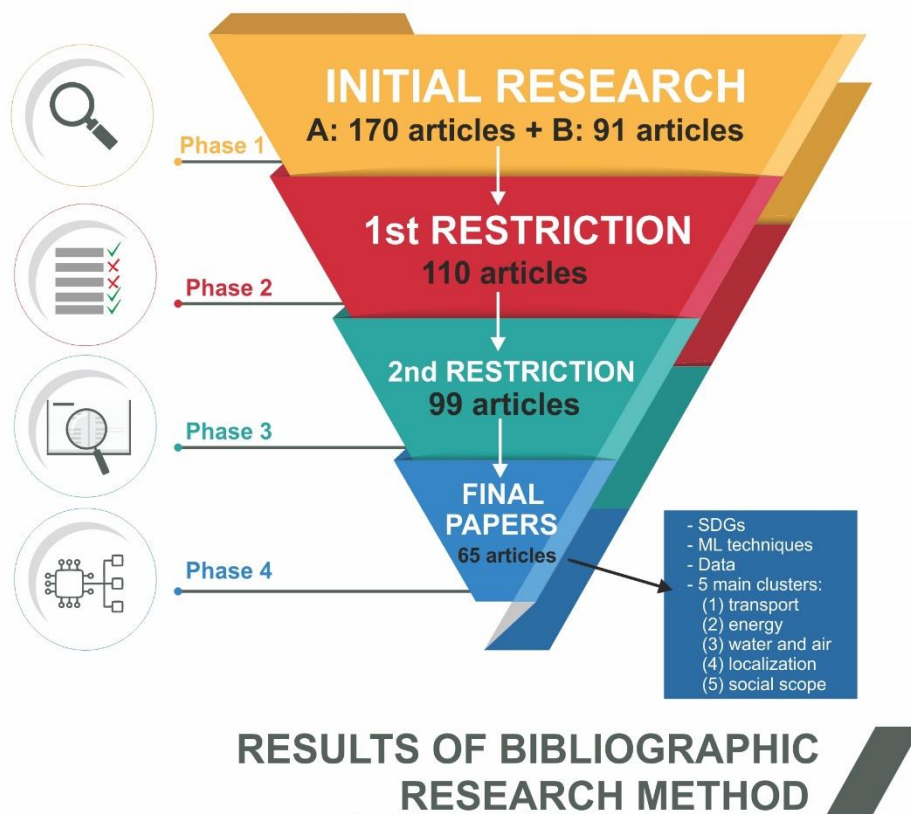 INITIAL RESEARCH
A: 170 articles + B: 91 articles
Phase 1
1st RESTRICTION
110 articles
Phase 2
2nd RESTRICTION
99 articles
Phase 3
FINAL
PAPERS
65 articles
Phase 4
- SDGs
- ML techniques
- Data
- 5 main clusters:
(1) transport
(2) energy
(3) water and air
(4) localization
(5) social scope
RESULTS OF BIBLIOGRAPHIC
RESEARCH METHOD